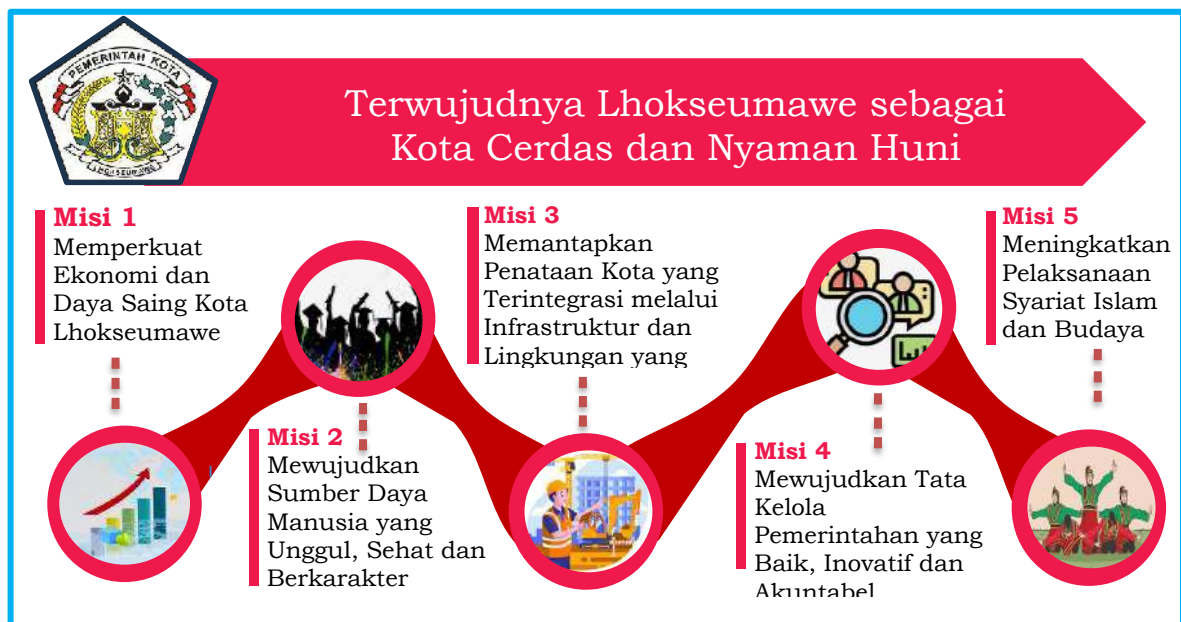 PEMERINTAH KOTA
LHOKSEUMAWE
Terwujudnya Lhokseumawe sebagai
Kota Cerdas dan Nyaman Huni
Misi 1
Memperkuat
Ekonomi dan
Daya Saing Kota
Lhokseumawe
Misi 2
Mewujudkan
Sumber Daya
Manusia yang
Unggul, Sehat dan
Berkarakter
Misi 3
Memantapkan
Penataan Kota yang
Terintegrasi melalui
Infrastruktur dan
Lingkungan yang
Misi 4
Mewujudkan Tata
Kelola
Pemerintahan yang
Baik, Inovatif dan
Akuntabel
Misi 5
Meningkatkan
Pelaksanaan
Syariat Islam
dan Budaya